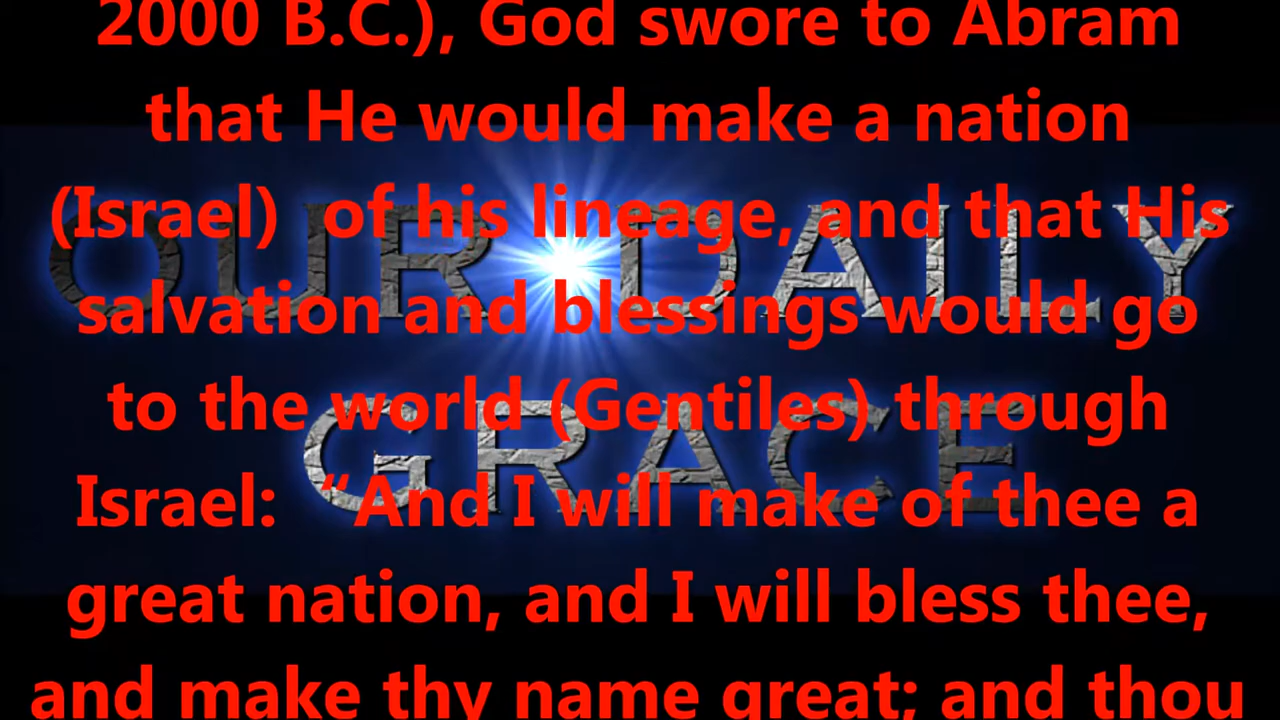 2000 B.C.), God swore to Abram
that He would make a nation
(Israel)  of his lineage, and that His
salvation and blessings would go
to the world (Gentiles) through
Israel:  “And I will make of thee a
great nation, and I will bless thee,
and make thy name great; and thou
OUR DAILY
GRACE